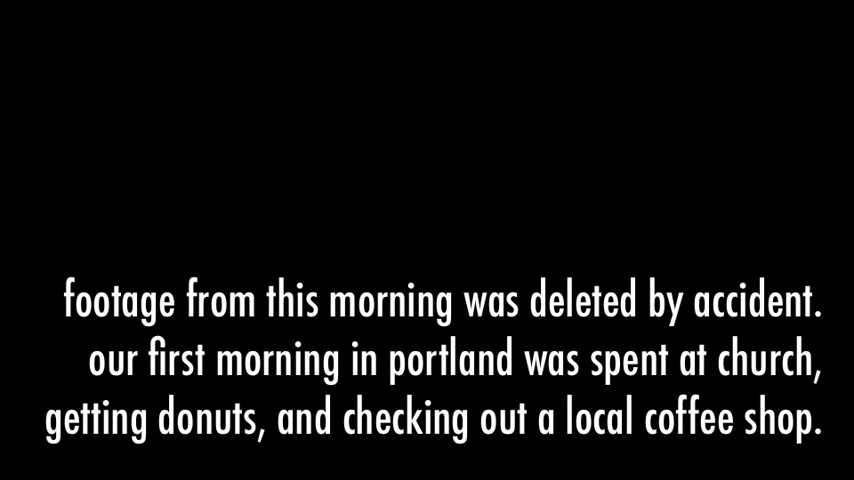 footage from this morning was deleted by accident.
our first morning in portland was spent at church,
getting donuts, and checking out a local coffee shop.